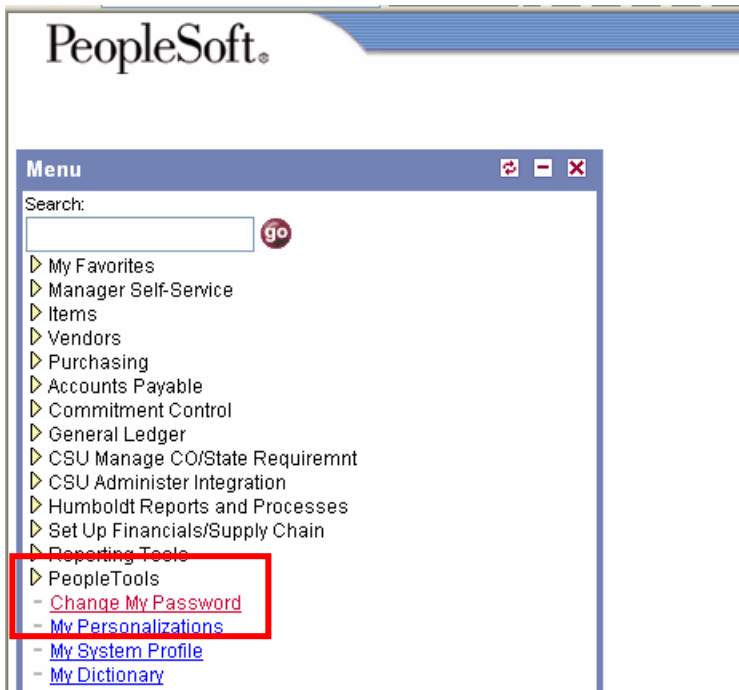 PeopleSoft®
Menu
Search:
go
My Favorites
Manager Self-Service
Items
Vendors
Purchasing
Accounts Payable
Commitment Control
General Ledger
CSU Manage CO/State Requiremnt
CSU Administer Integration
Humboldt Reports and Processes
Set Up Financials/Supply Chain
Reporting Tools
PeopleTools
Change My Password
My Personalizations
My System Profile
My Dictionary